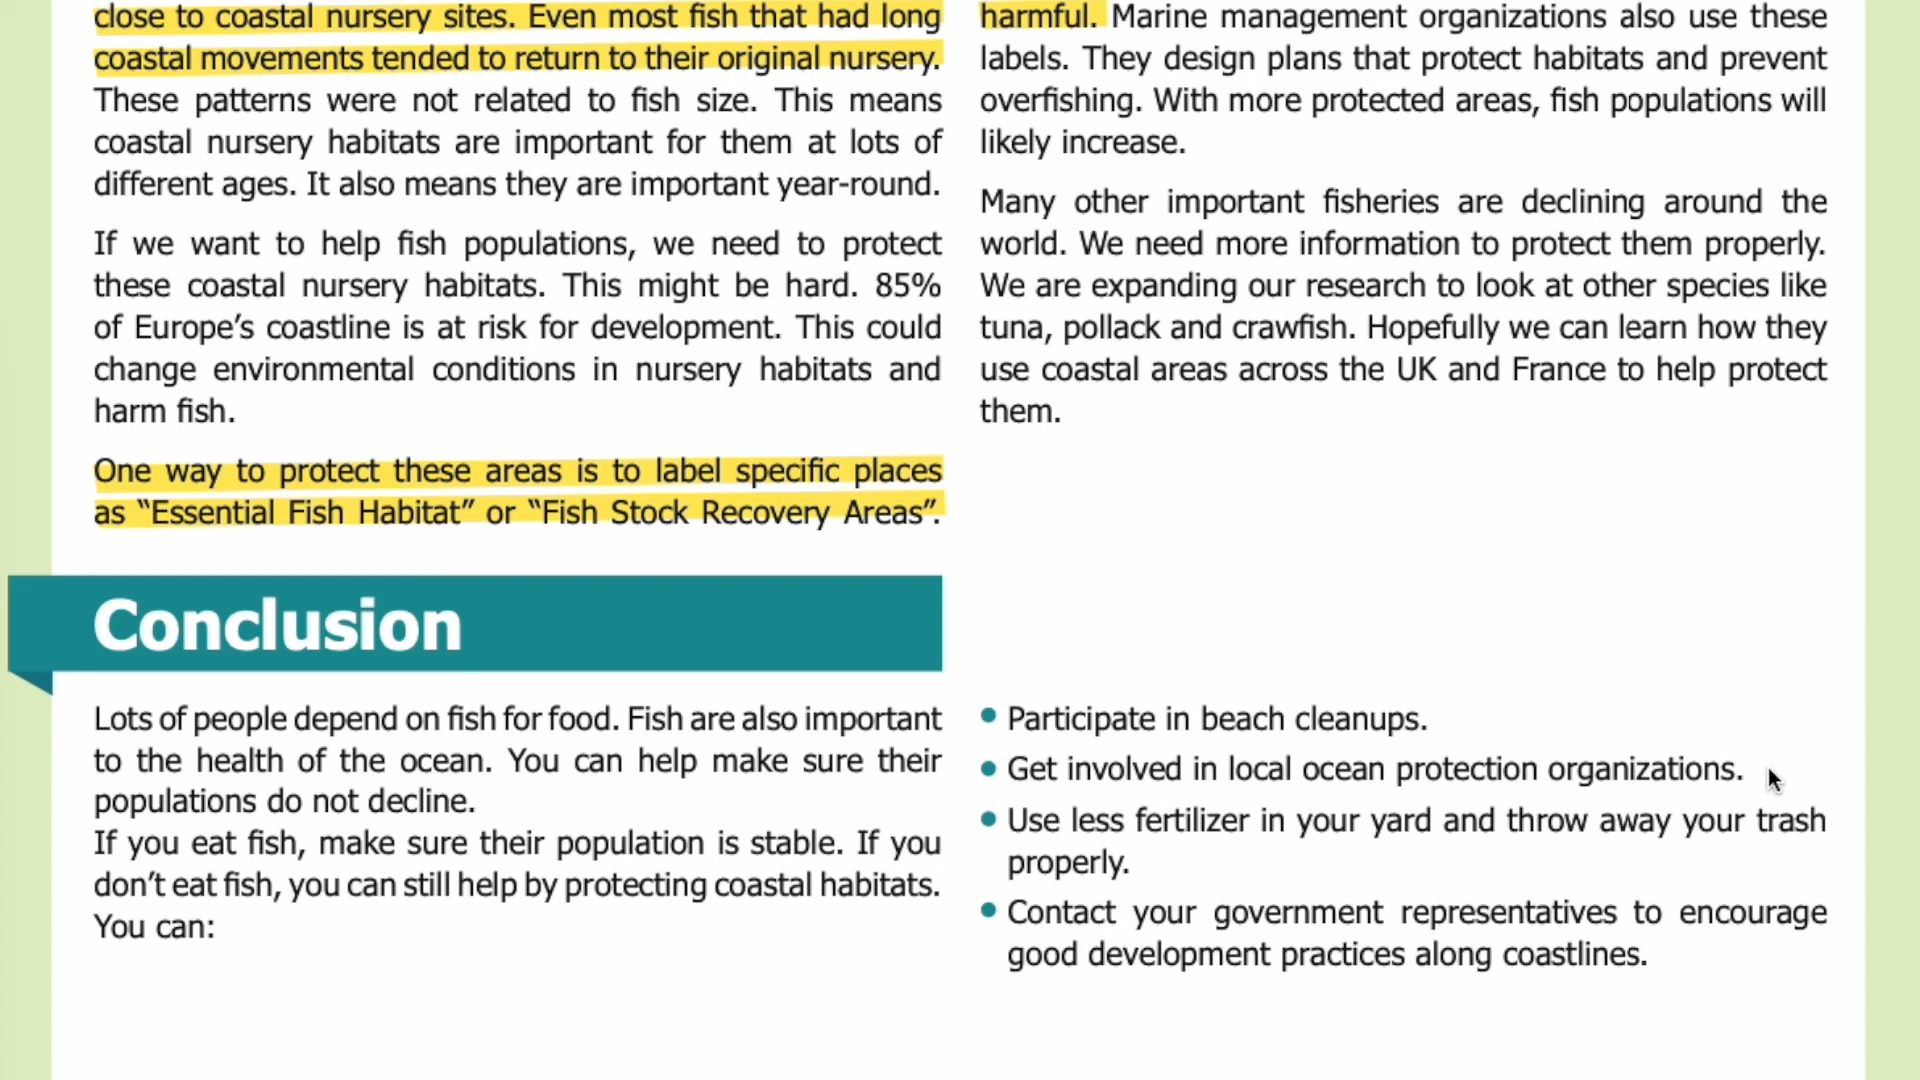 close to coastal nursery sites. Even most fish that had long
coastal movements tended to return to their original nursery.
These patterns were not related to fish size. This means
coastal nursery habitats are important for them at lots of
different ages. It also means they are important year-round.
If we want to help fish populations, we need to protect
these coastal nursery habitats. This might be hard. 85%
of Europe’s coastline is at risk for development. This could
change environmental conditions in nursery habitats and
harm fish.
One way to protect these areas is to label specific places
as “Essential Fish Habitat” or “Fish Stock Recovery Areas”.
harmful. Marine management organizations also use these
labels. They design plans that protect habitats and prevent
overfishing. With more protected areas, fish populations will
likely increase.
Many other important fisheries are declining around the
world. We need more information to protect them properly.
We are expanding our research to look at other species like
tuna, pollack and crawfish. Hopefully we can learn how they
use coastal areas across the UK and France to help protect
them.
Conclusion
Lots of people depend on fish for food. Fish are also important
to the health of the ocean. You can help make sure their
populations do not decline.
If you eat fish, make sure their population is stable. If you
don’t eat fish, you can still help by protecting coastal habitats.
You can:
• Participate in beach cleanups.
• Get involved in local ocean protection organizations.
• Use less fertilizer in your yard and throw away your trash
properly.
• Contact your government representatives to encourage
good development practices along coastlines.